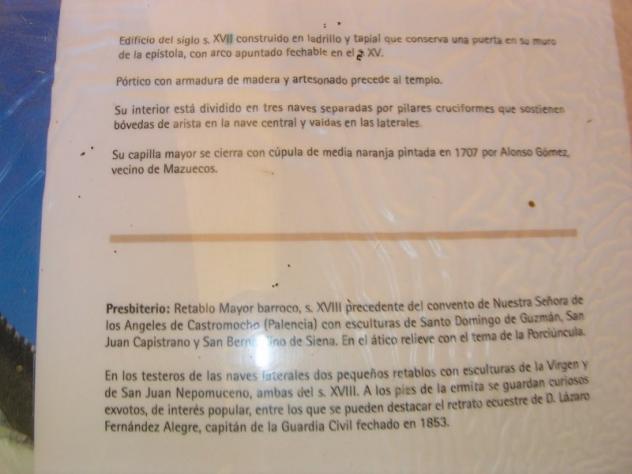 Edificio del siglo s. XVII construido en ladrillo y tapial que conserva una puerta en su muro
de la epístola, con arco apuntado fechable en el s. XV.
Pórtico con armadura de madera y artesonado precede al templo.
Su interior está dividido en tres naves separadas por pilares cruciformes que sostienen
bóvedas de arista en la nave central y vaidas en las laterales.
Su capilla mayor se cierra con cúpula de media naranja pintada en 1707 por Alonso Gómez,
vecino de Mazuecos.
Presbiterio: Retablo Mayor barroco, s. XVIII precedente del convento de Nuestra Señora de
los Angeles de Castromocho (Palencia) con esculturas de Santo Domingo de Guzmán, San
Juan Capistrano y San Bernardino de Siena. En el ático relieve con el tema de la Porciúncula.
En los testeros de las naves laterales dos pequeños retablos con esculturas de la Virgen y
de San Juan Nepomuceno, ambas del s. XVIII. A los pies de la ermita se guardan curiosos
exvotos, de interés popular, entre los que se pueden destacar el retrato ecuestre de D. Lázaro
Fernández Alegre, capitán de la Guardia Civil fechado en 1853.